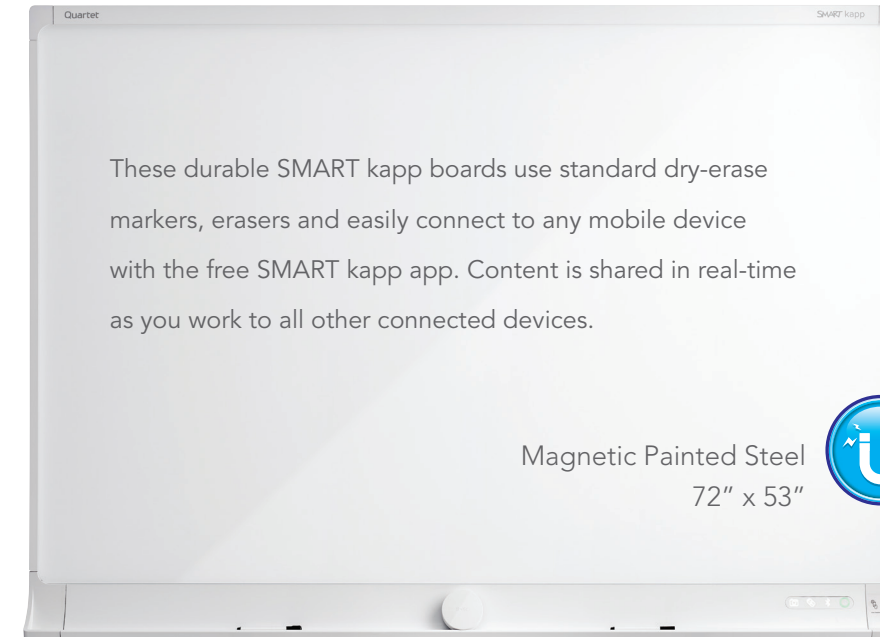 Quartet
SMART kapp
These durable SMART kapp boards use standard dry-erase
markers, erasers and easily connect to any mobile device
with the free SMART kapp app. Content is shared in real-time
as you work to all other connected devices.
Magnetic Painted Steel
72” x 53”